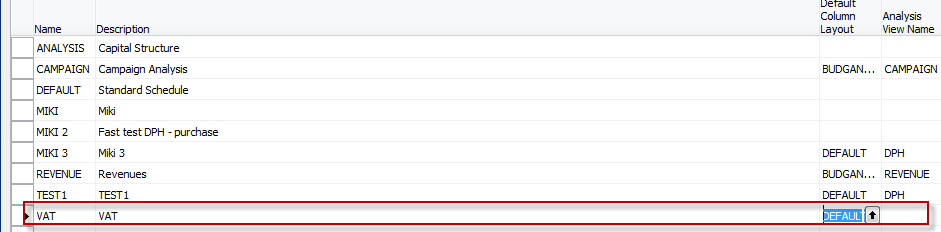 Name Description Default Column Layout Analysis View Name
ANALYSIS Capital Structure
CAMPAIGN Campaign Analysis BUDGAN... CAMPAIGN
DEFAULT Standard Schedule
MIKI Miki
MIKI 2 Fast test DPH - purchase
MIKI 3 Miki 3 DEFAULT DPH
REVENUE Revenues BUDGAN... REVENUE
TEST1 TEST1 DEFAULT DPH
VAT VAT DEFAULT